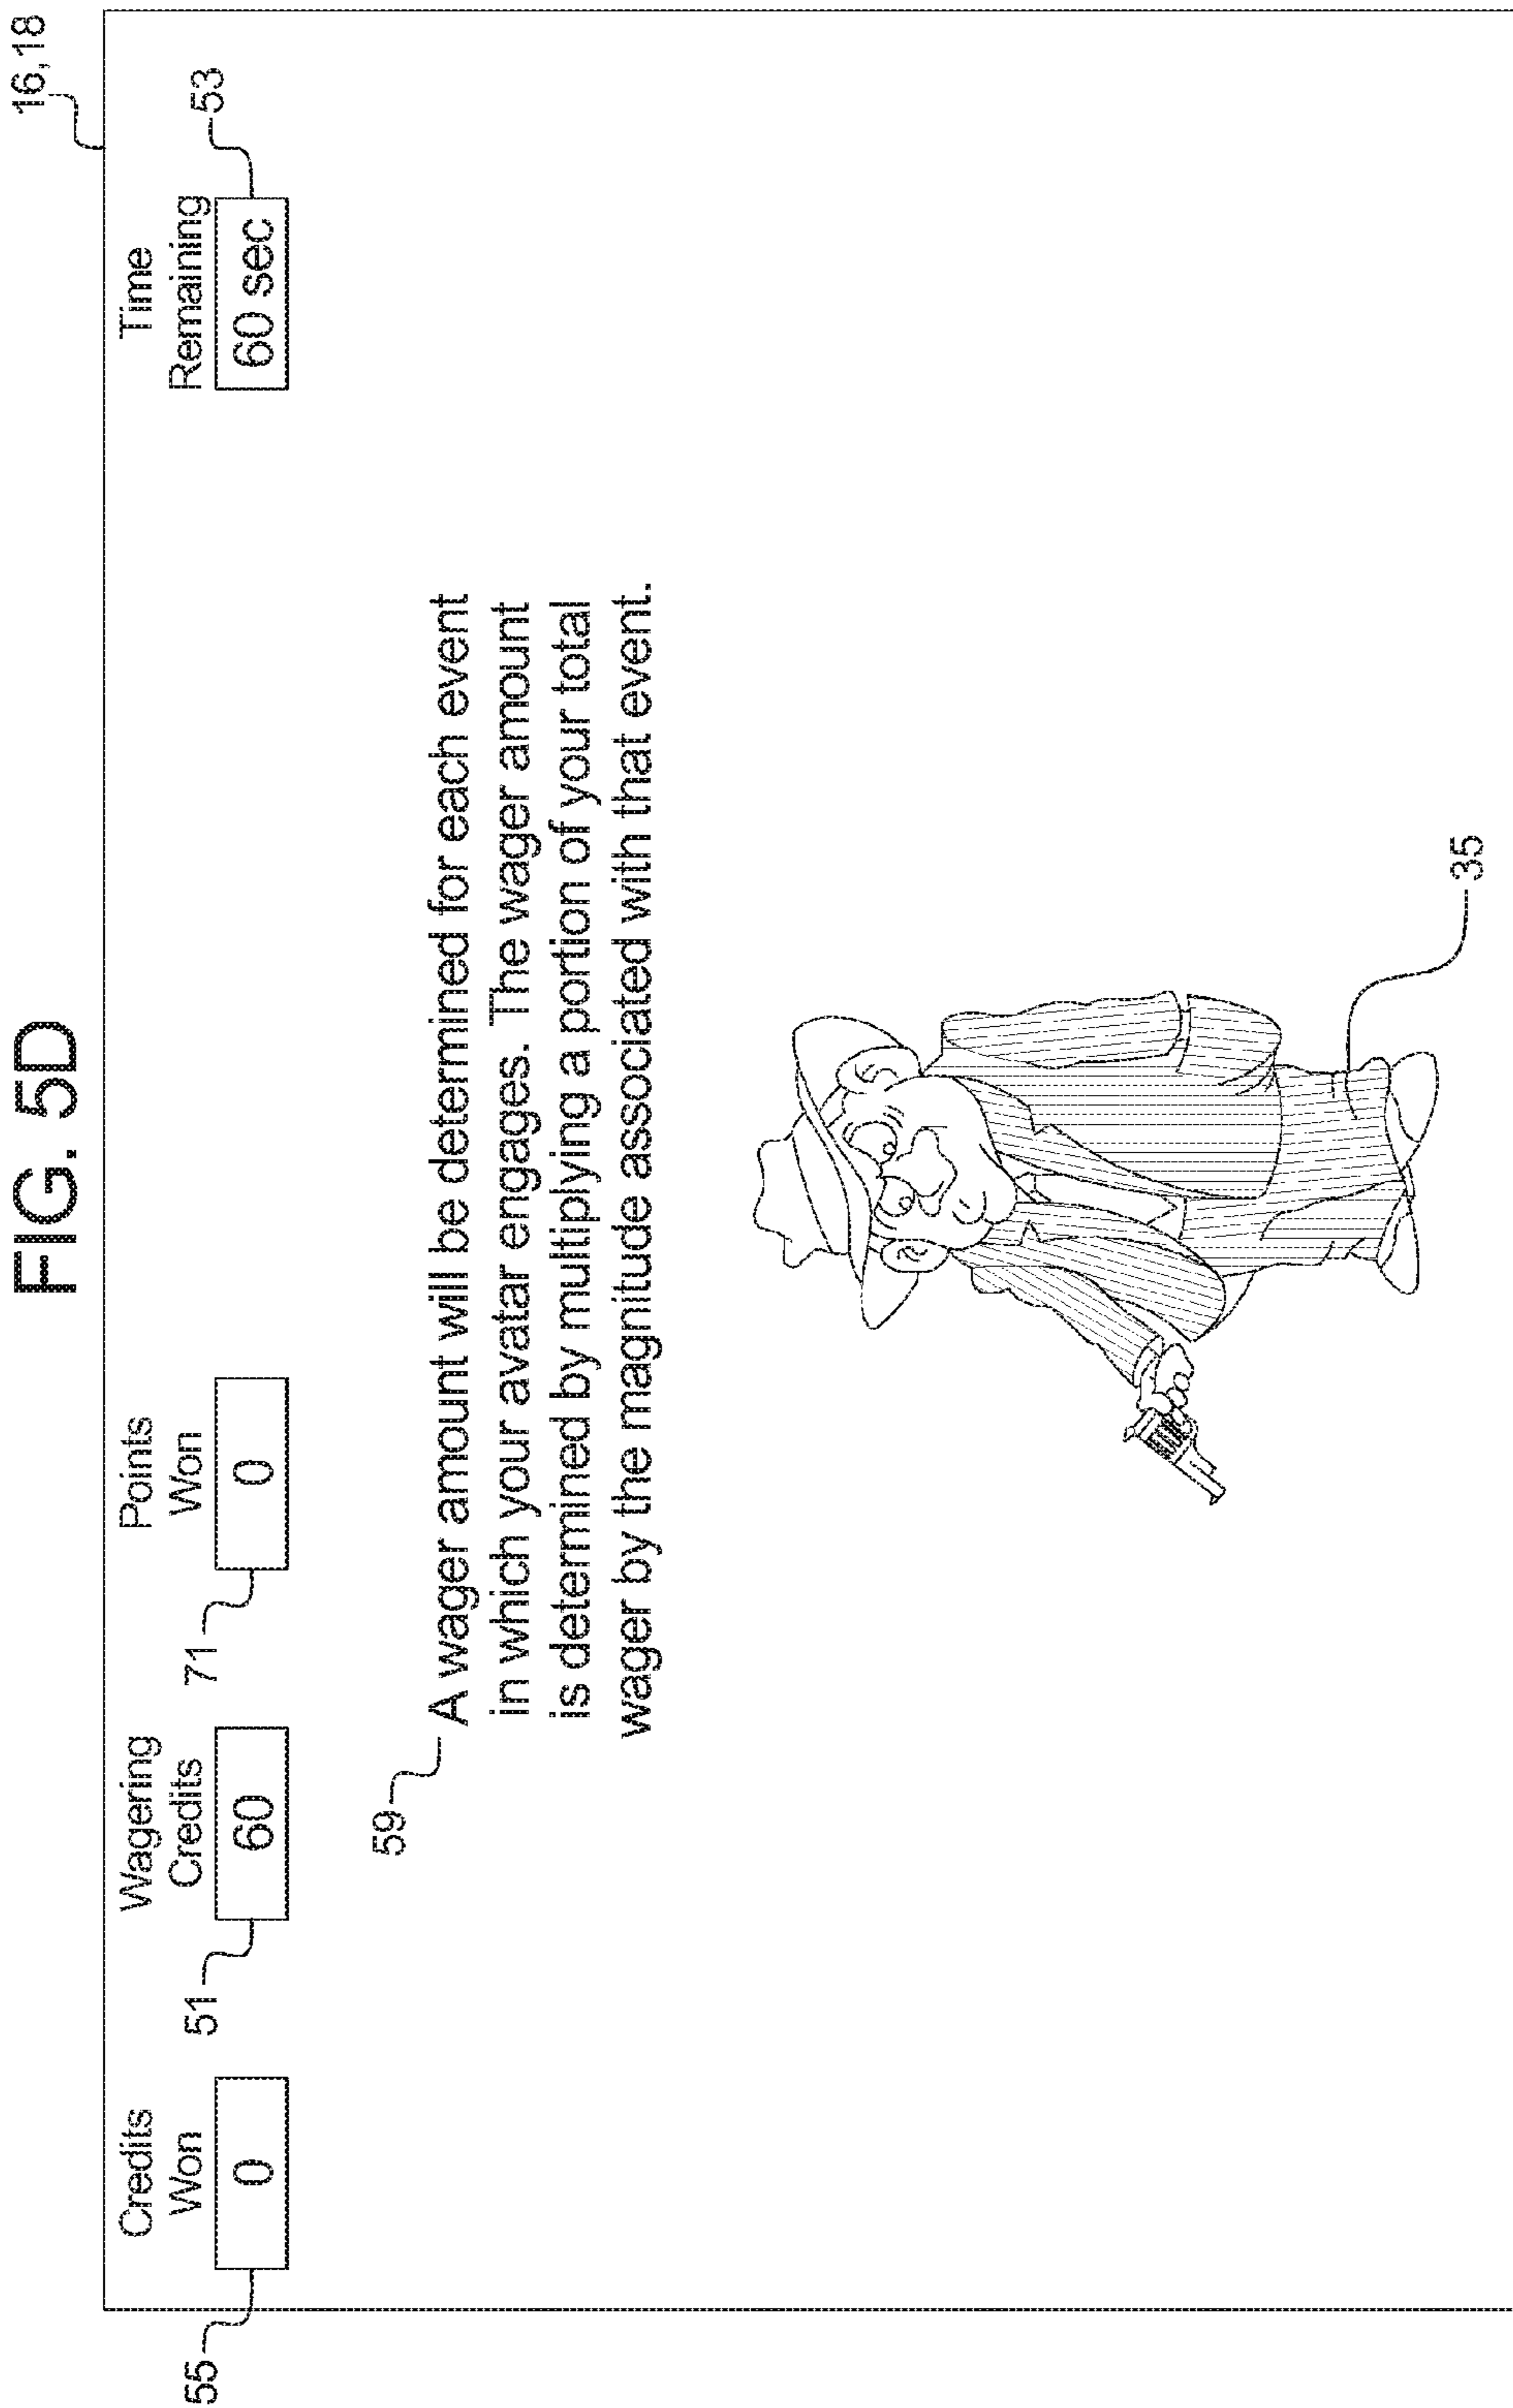 FIG. 5D
16,18
Credits
Won
0
55
Wagering
Credits
60
51
Points
Won
0
71
Time
Remaining
60 sec
53
59
A wager amount will be determined for each event
in which your avatar engages. The wager amount
is determined by multiplying a portion of your total
wager by the magnitude associated with that event.
35